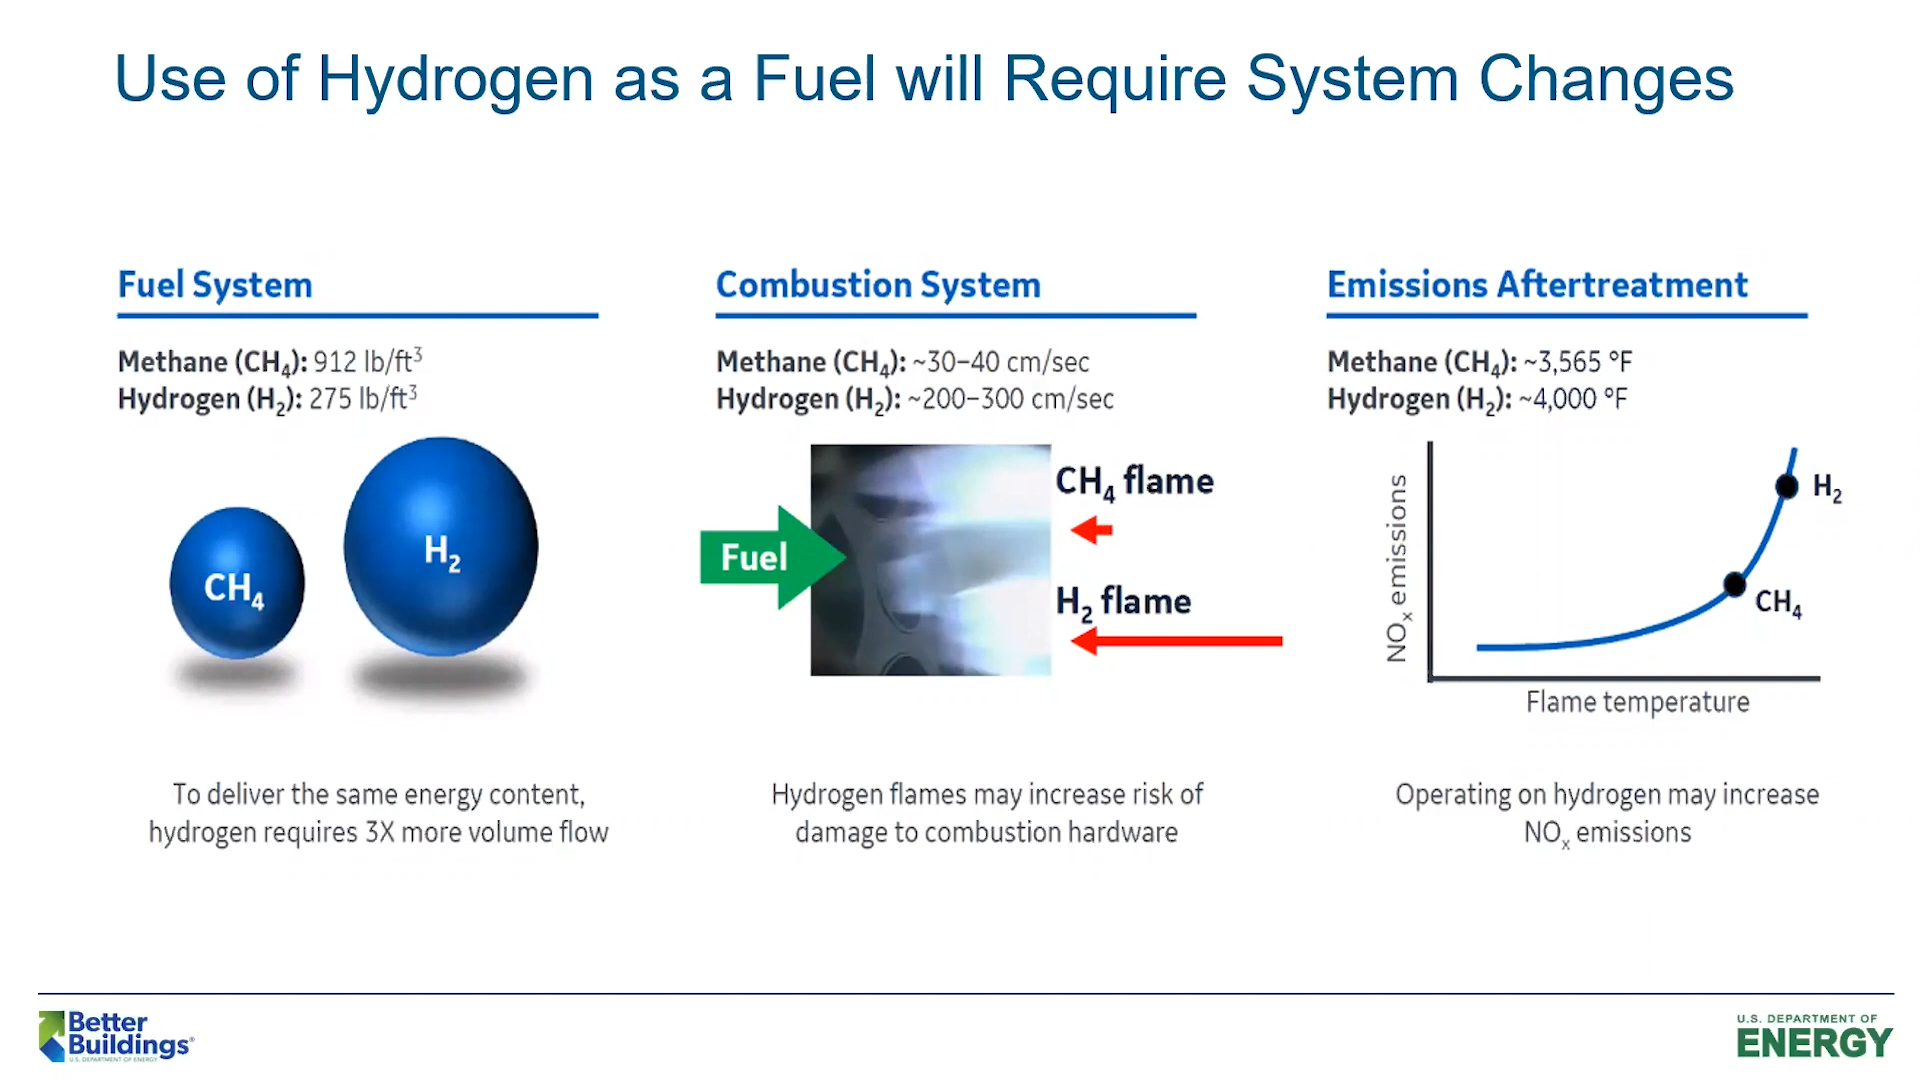 Use of Hydrogen as a Fuel will Require System Changes
Fuel System
Methane (CH₄): 912 lb/ft³
Hydrogen (H₂): 275 lb/ft³
CH₄
H₂
To deliver the same energy content,
hydrogen requires 3X more volume flow
Combustion System
Methane (CH₄): ~30–40 cm/sec
Hydrogen (H₂): ~200–300 cm/sec
Fuel
CH₄ flame
H₂ flame
Hydrogen flames may increase risk of
damage to combustion hardware
Emissions Aftertreatment
Methane (CH₄): ~3,565 °F
Hydrogen (H₂): ~4,000 °F
NOₓ emissions
H₂
CH₄
Flame temperature
Operating on hydrogen may increase
NOₓ emissions
Better
Buildings®
U.S. DEPARTMENT OF ENERGY
U.S. DEPARTMENT OF
ENERGY